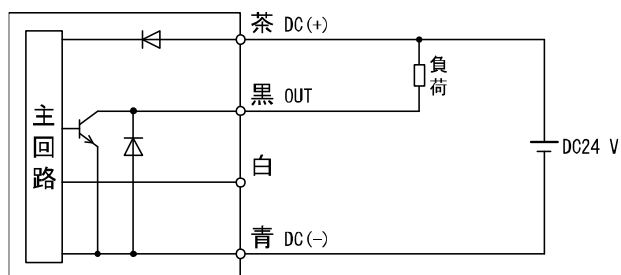 茶 DC(+)
負荷
黒 OUT
主回路
DC24 V
白
青 DC(-)